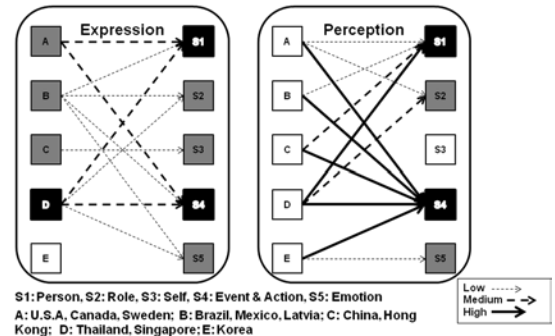 Expression Perception
A S1 A S1
B S2 B S2
C S3 C S3
D S4 D S4
E S5 E S5
S1: Person, S2: Role, S3: Self, S4: Event & Action, S5: Emotion
A: U.S.A, Canada, Sweden; B: Brazil, Mexico, Latvia; C: China, Hong
Kong; D: Thailand, Singapore; E: Korea
Low
Medium
High